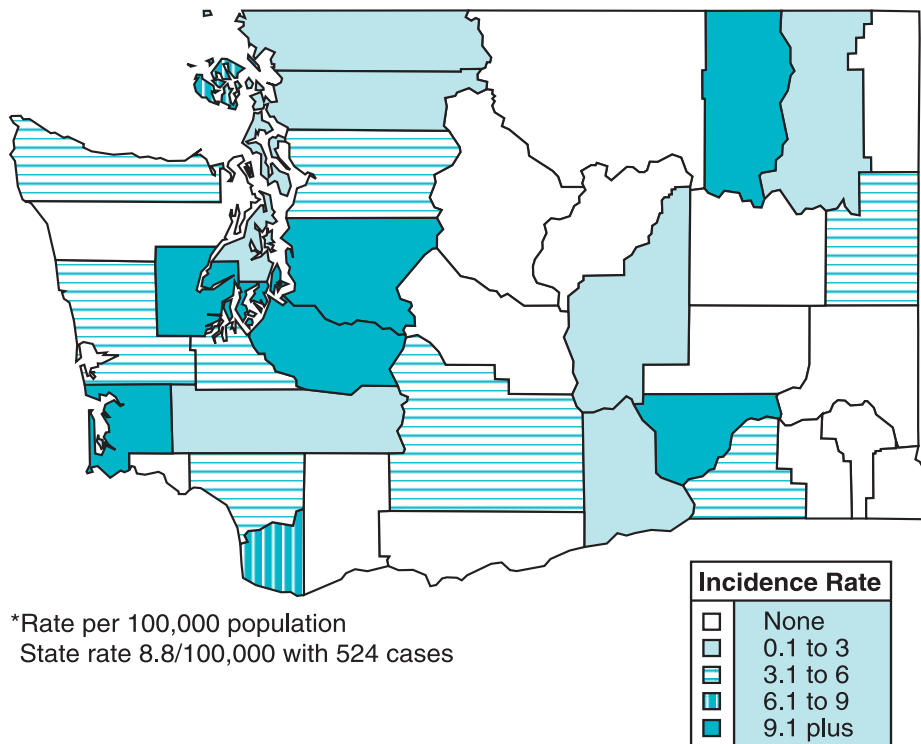 *Rate per 100,000 population
State rate 8.8/100,000 with 524 cases
Incidence Rate
None
0.1 to 3
3.1 to 6
6.1 to 9
9.1 plus